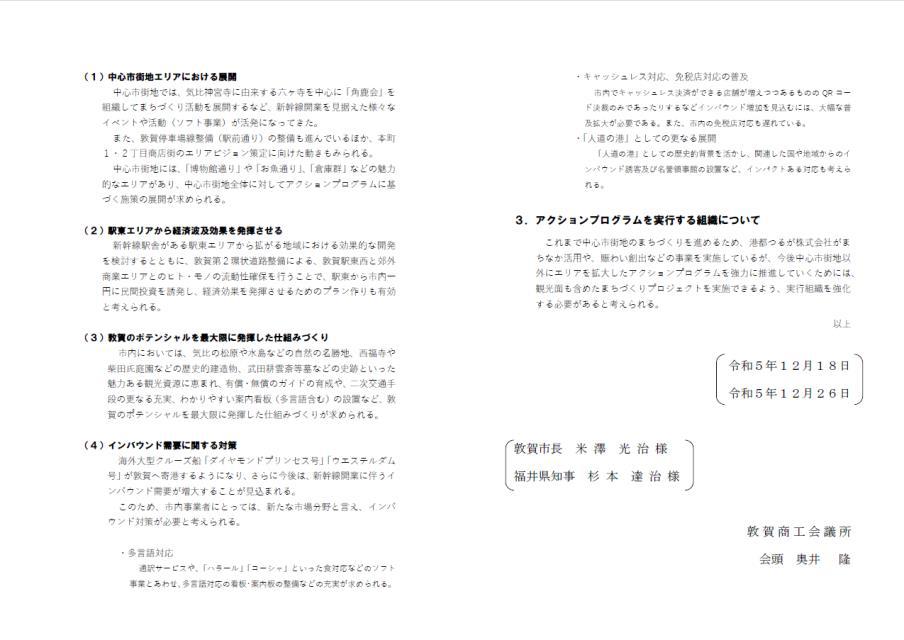 （１）中心市街地エリアにおける展開
中心市街地では、気比神宮寺に由来する六ヶ寺を中心に「角鹿会」を
組織してまちづくり活動を展開するなど、新幹線開業を見据えた様々な
イベントや活動（ソフト事業）が活発になってきた。
また、敦賀停車場線整備（駅前通り）の整備も進んでいるほか、本町
１・２丁目商店街のエリアビジョン策定に向けた動きもみられる。
中心市街地には、「博物館通り」や「お魚通り」、「倉庫群」などの魅力
的なエリアがあり、中心市街地全体に対してアクションプログラムに基
づく施策の展開が求められる。
（２）駅東エリアから経済波及効果を発揮させる
新幹線駅舎がある駅東エリアから拡がる地域における効果的な開発
を検討するとともに、敦賀第２環状道路整備による、敦賀駅東西と郊外
商業エリアとのヒト・モノの流動性確保を行うことで、駅東から市内一
円に民間投資を誘発し、経済効果を発揮させるためのプラン作りも有効
と考えられる。
（３）敦賀のポテンシャルを最大限に発揮した仕組みづくり
市内においては、気比の松原や水島などの自然の名勝地、西福寺や
柴田氏庭園などの歴史的建造物、武田耕雲斎等墓などの史跡といった
魅力ある観光資源に恵まれ、有償・無償のガイドの育成や、二次交通手
段の更なる充実、わかりやすい案内看板（多言語含む）の設置など、敦
賀のポテンシャルを最大限に発揮した仕組みづくりが求められる。
（４）インバウンド需要に関する対策
海外大型クルーズ船「ダイヤモンドプリンセス号」「ウエステルダム
号」が敦賀へ寄港するようになり、さらに今後は、新幹線開業に伴うイ
ンバウンド需要が増大することが見込まれる。
このため、市内事業者にとっては、新たな市場分野と言え、インバ
ウンド対策が必要と考えられる。
・多言語対応
通訳サービスや、「ハラール」「コーシャ」といった食対応などのソフト
事業とあわせ、多言語対応の看板・案内板の整備などの充実が求められる。
・キャッシュレス対応、免税店対応の普及
市内でキャッシュレス決済ができる店舗が増えつつあるものの QR コー
ド決裁のみであったりするなどインバウンド増加を見込むには、大幅な普
及拡大が必要である。また、市内の免税対応も遅れている。
・「人道の港」としての更なる展開
「人道の港」としての歴史的背景を活かし、関連した国や地域からのイ
ンバウンド誘客及び名誉領事館の設置など、インパクトある対応も考えら
れる。
３．アクションプログラムを実行する組織について
これまで中心市街地のまちづくりを進めるため、港都つるが株式会社がま
ちなか活用や、賑わい創出などの事業を実施しているが、今後中心市街地以
外にエリアを拡大したアクションプログラムを強力に推進していくためには、
観光面も含めたまちづくりプロジェクトを実施できるよう、実行組織を強化
する必要があると考えられる。
以上
令和５年１２月１８日
令和５年１２月２６日
敦賀市長　米 澤　光 治 様
福井県知事　杉 本　達 治 様
敦 賀 商 工 会 議 所
会頭　奥井　隆